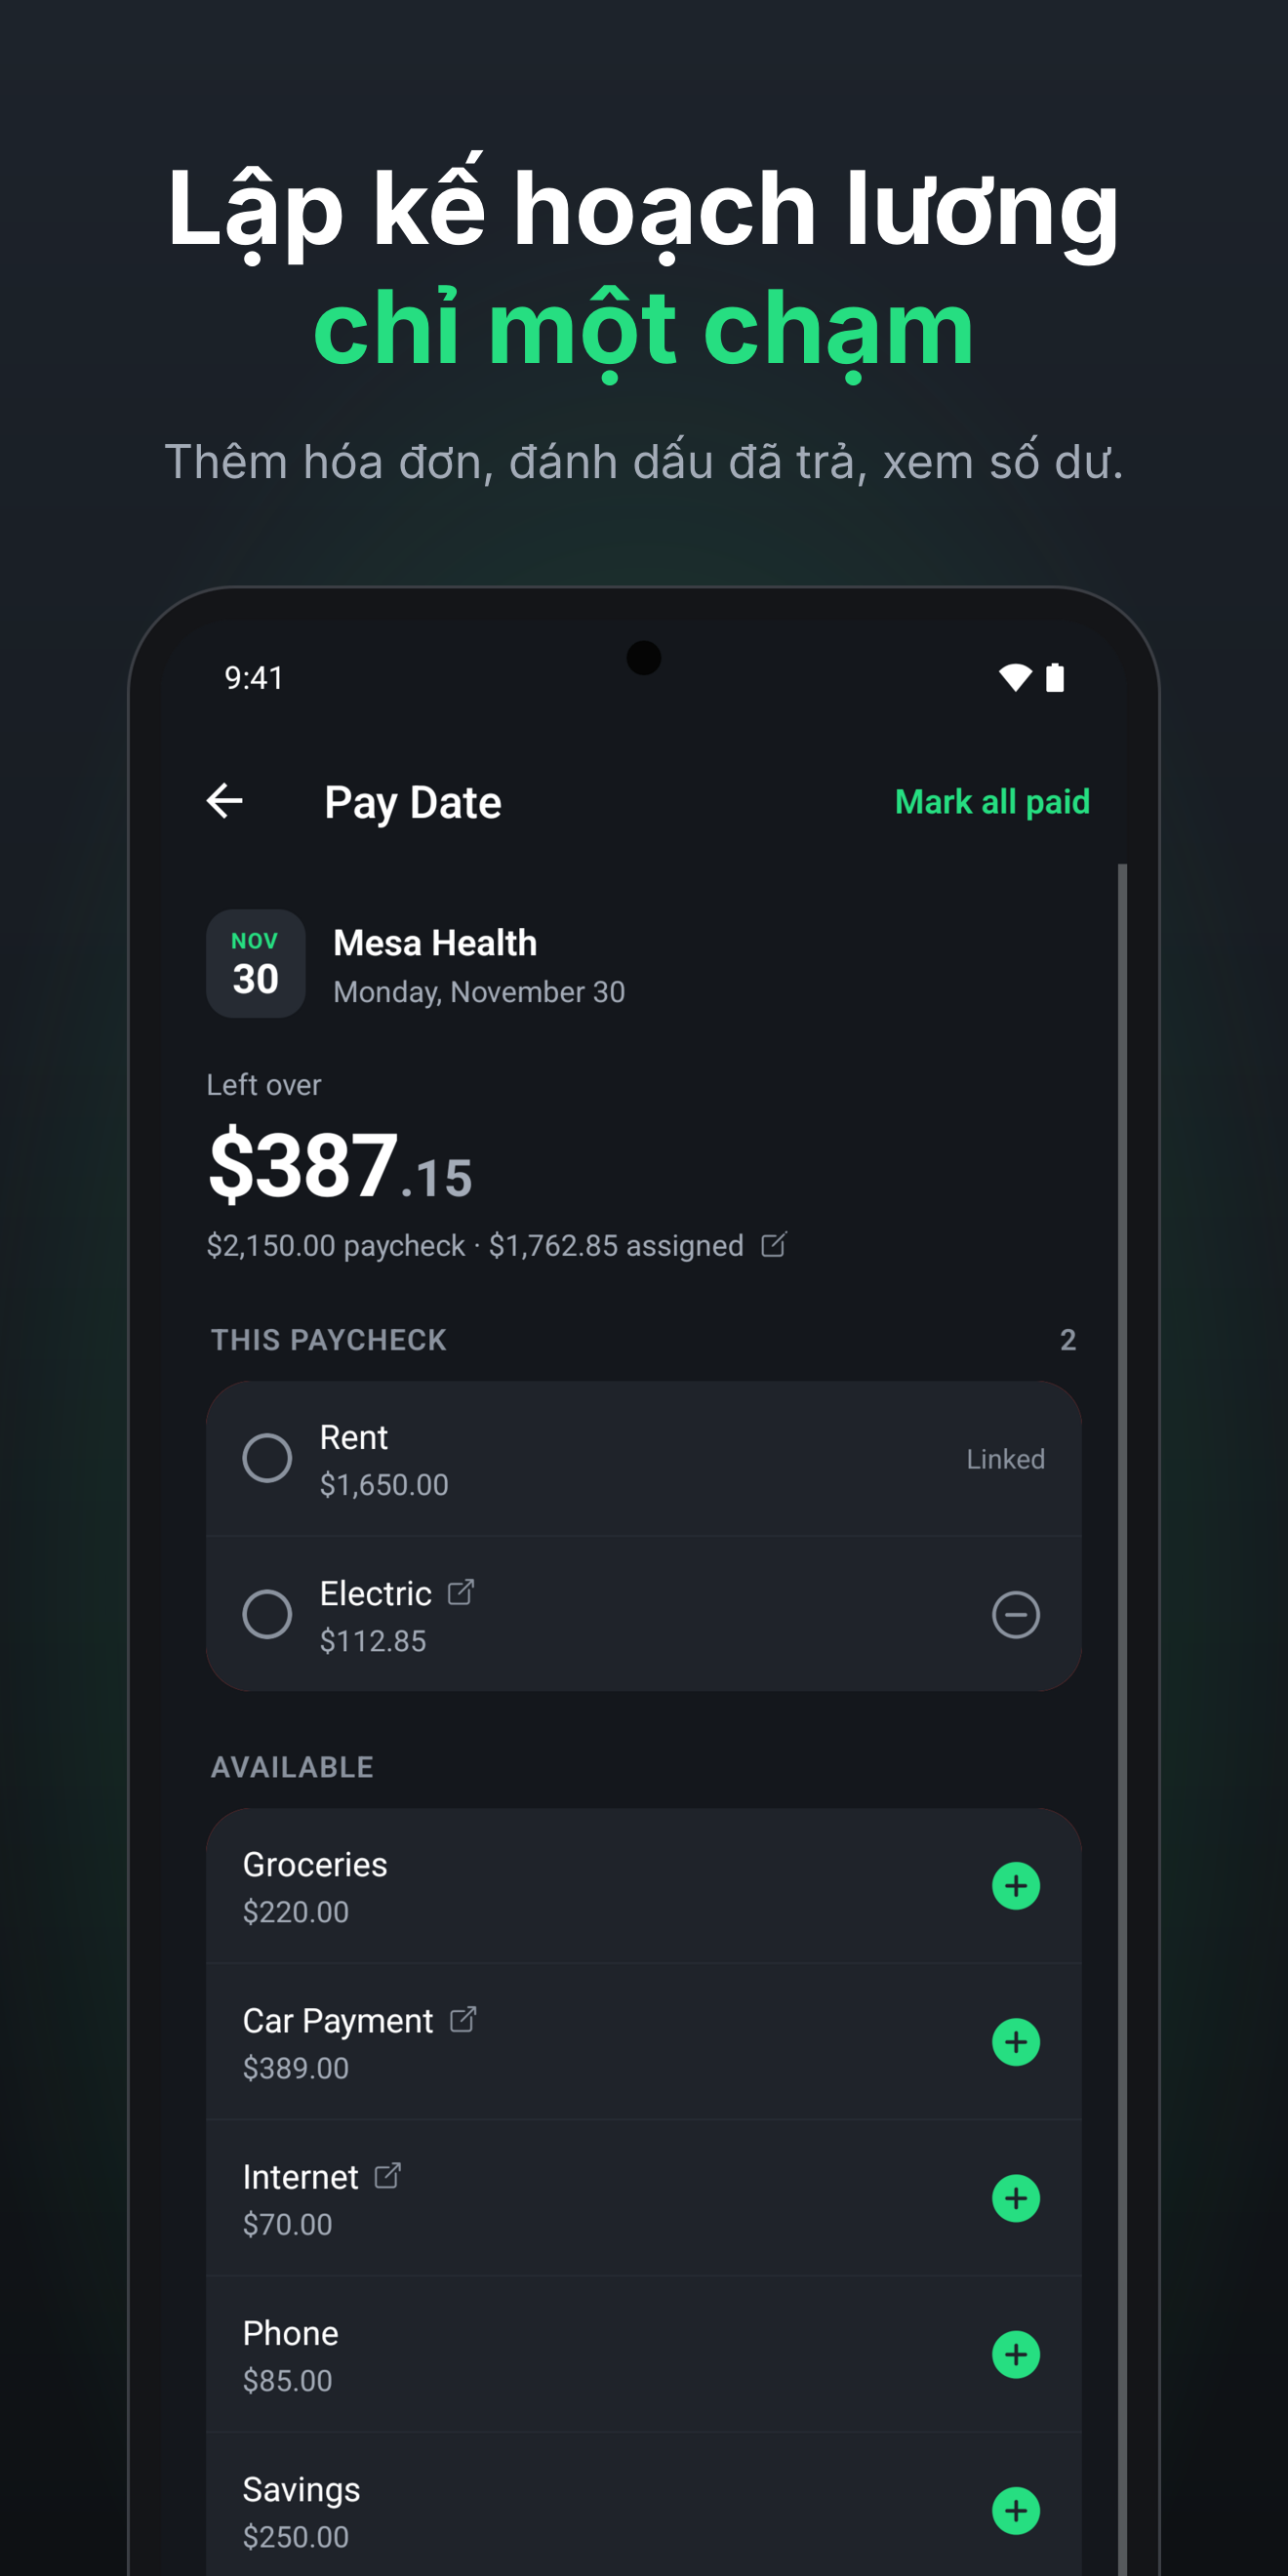 Lập kế hoạch lương
chỉ một chạm
Thêm hóa đơn, đánh dấu đã trả, xem số dư.
9:41
Pay Date
Mark all paid
NOV
30
Mesa Health
Monday, November 30
Left over
$387.15
$2,150.00 paycheck · $1,762.85 assigned
THIS PAYCHECK
2
Rent
$1,650.00
Linked
Electric
$112.85
AVAILABLE
Groceries
$220.00
Car Payment
$389.00
Internet
$70.00
Phone
$85.00
Savings
$250.00